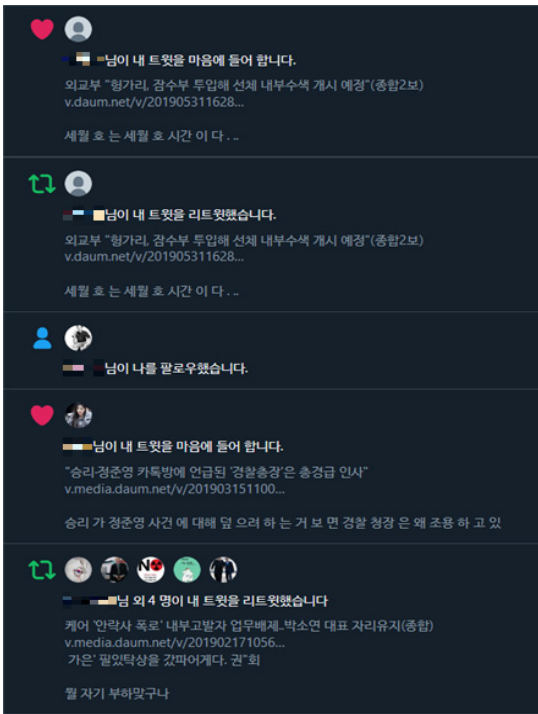 님이 내 트윗을 마음에 들어 합니다.
외교부 "헝가리, 잠수부 투입해 선체 내부수색 개시 예정"(종합2보)
v.daum.net/v/201905311628...
세월 호 는 세월 호 시간 이 다 . ..
님이 내 트윗을 리트윗했습니다.
외교부 "헝가리, 잠수부 투입해 선체 내부수색 개시 예정"(종합2보)
v.daum.net/v/201905311628...
세월 호 는 세월 호 시간 이 다 . ..
님이 나를 팔로우했습니다.
님이 내 트윗을 마음에 들어 합니다.
"승리·정준영 카톡방에 언급된 '경찰총장'은 총경급 인사"
v.media.daum.net/v/201903151100...
승리 가 정준영 사건 에 대해 덮 으려 하 는 거 보 면 경찰 청장 은 왜 조용 하 고 있
NO
님 외 4 명이 내 트윗을 리트윗했습니다
케어 '안락사 폭로' 내부고발자 업무배제..박소연 대표 자리유지(종합)
v.media.daum.net/v/201902171056...
가은' 필있탁상을 갔파어게다. 권"회
뭘 자기 부하맞구나